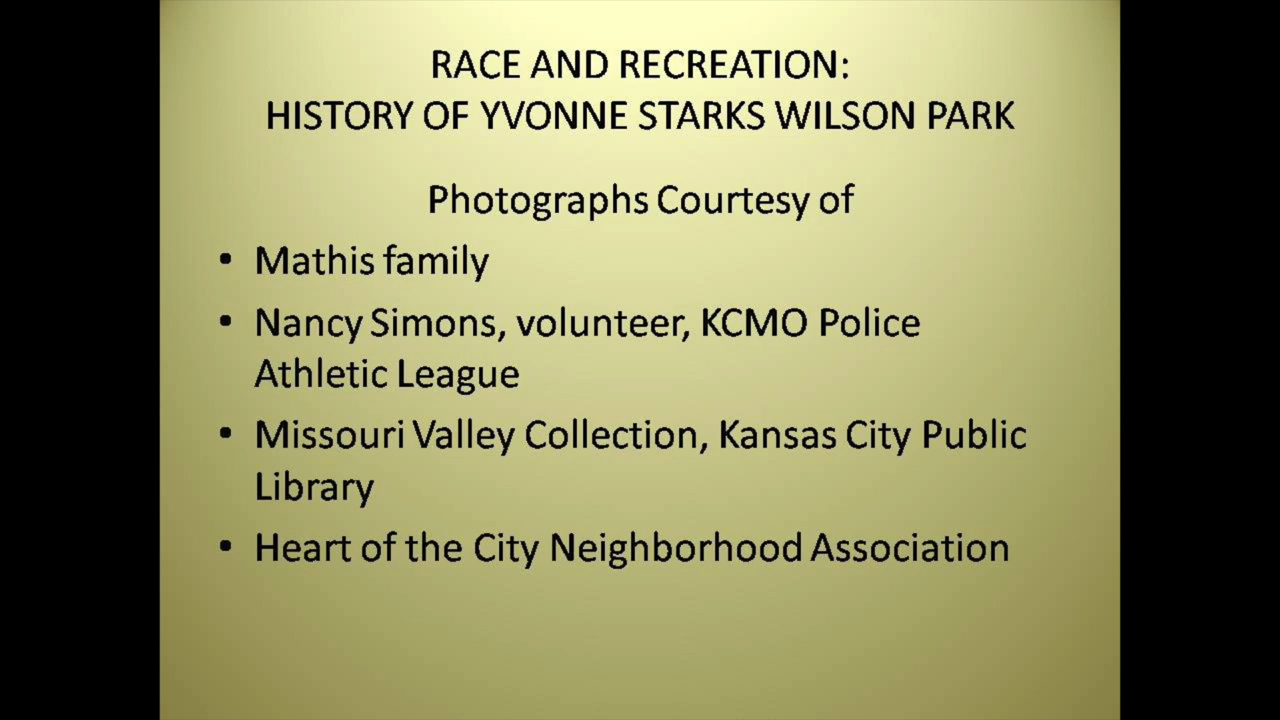 RACE AND RECREATION:
HISTORY OF YVONNE STARKS WILSON PARK
Photographs Courtesy of
• Mathis family
• Nancy Simons, volunteer, KCMO Police
Athletic League
• Missouri Valley Collection, Kansas City Public
Library
• Heart of the City Neighborhood Association